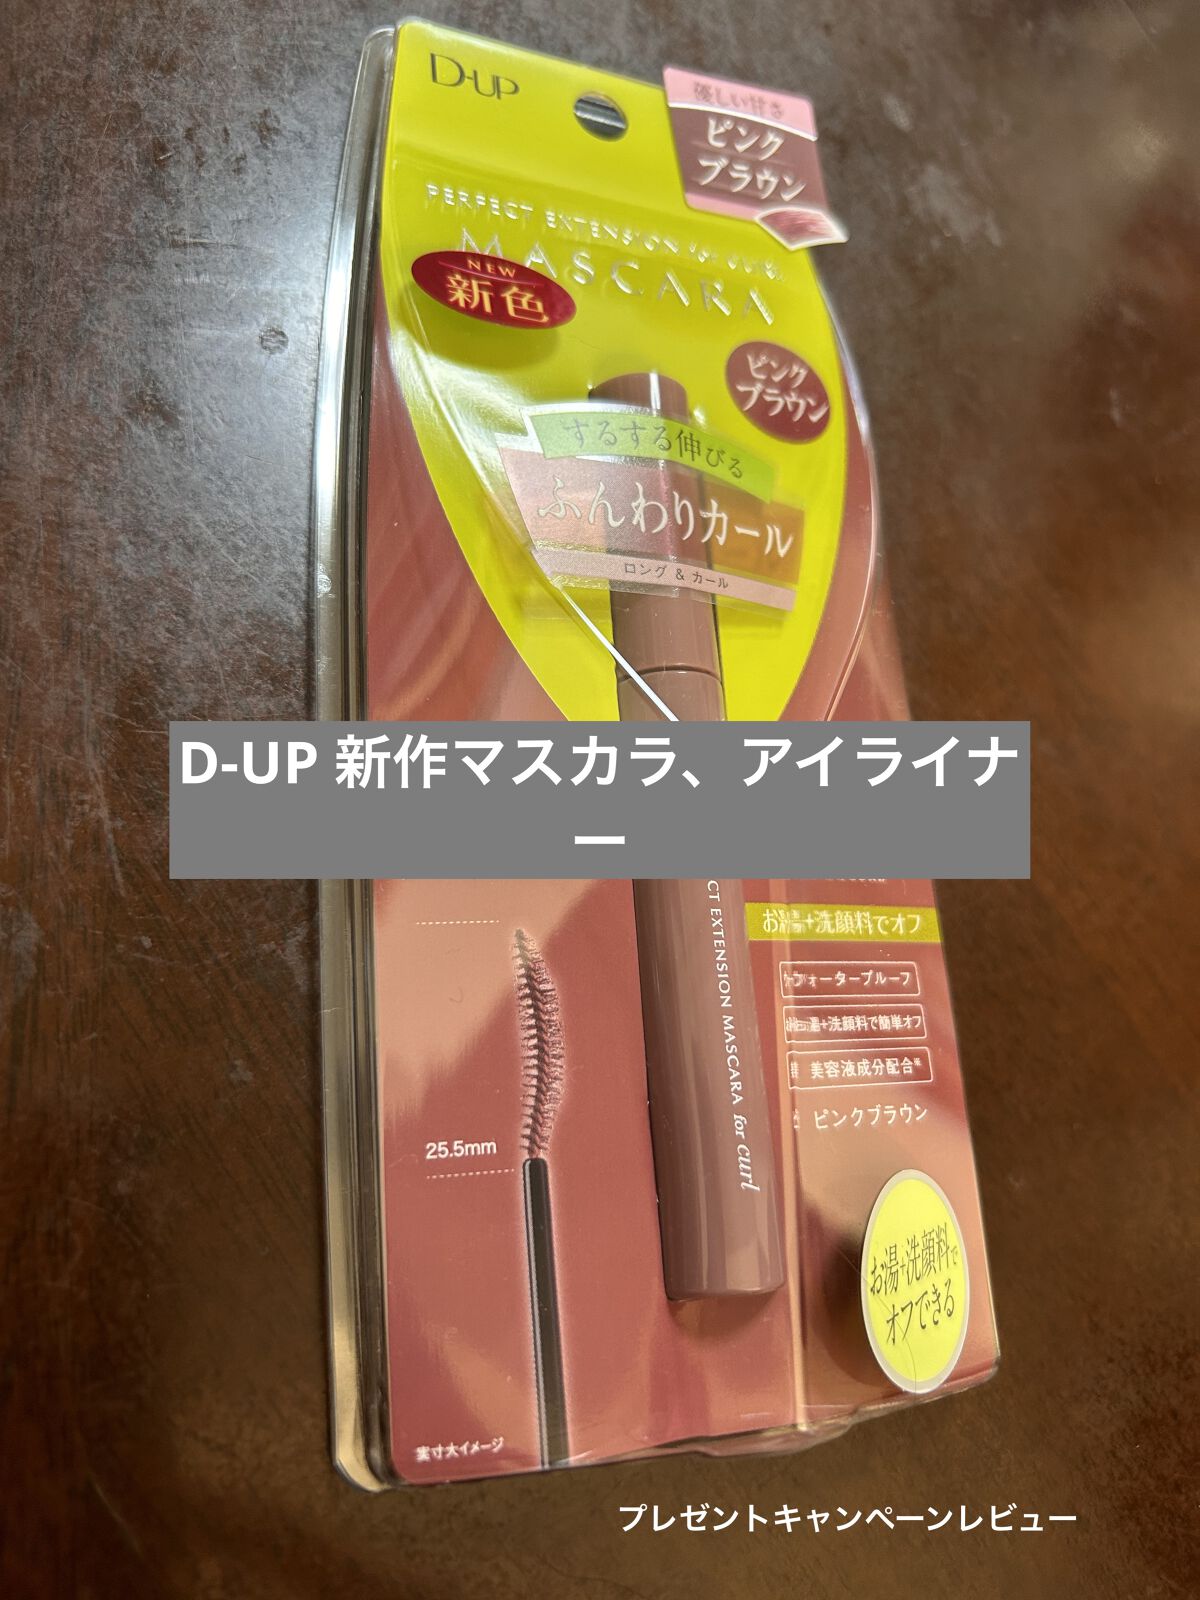 D-UP
優しい甘さ
ピンク
ブラウン
PERFECT EXTENSION for curl
MASCARA
NEW
新色
ピンク
ブラウン
するする伸びる
ふんわりカール
ロング & カール
D-UP 新作マスカラ、アイライナ
ー
CT EXTENSION MASCARA for curl
お湯+洗顔料でオフ
ウォータープルーフ
お湯+洗顔料で簡単オフ
美容液成分配合※
ピンクブラウン
25.5mm
お湯+洗顔料で
オフできる
実寸大イメージ
プレゼントキャンペーンレビュー